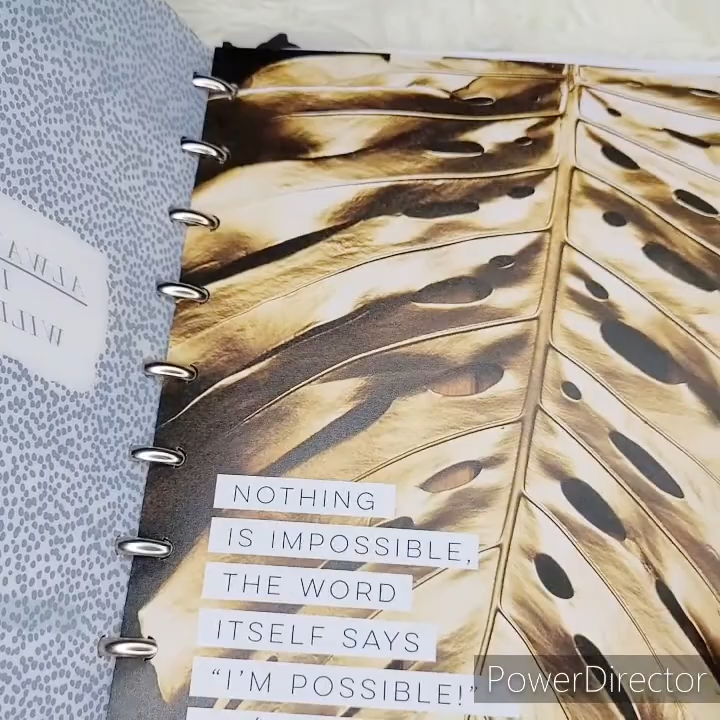 NOTHING
IS IMPOSSIBLE,
THE WORD
ITSELF SAYS
“I’M POSSIBLE!”
PowerDirector